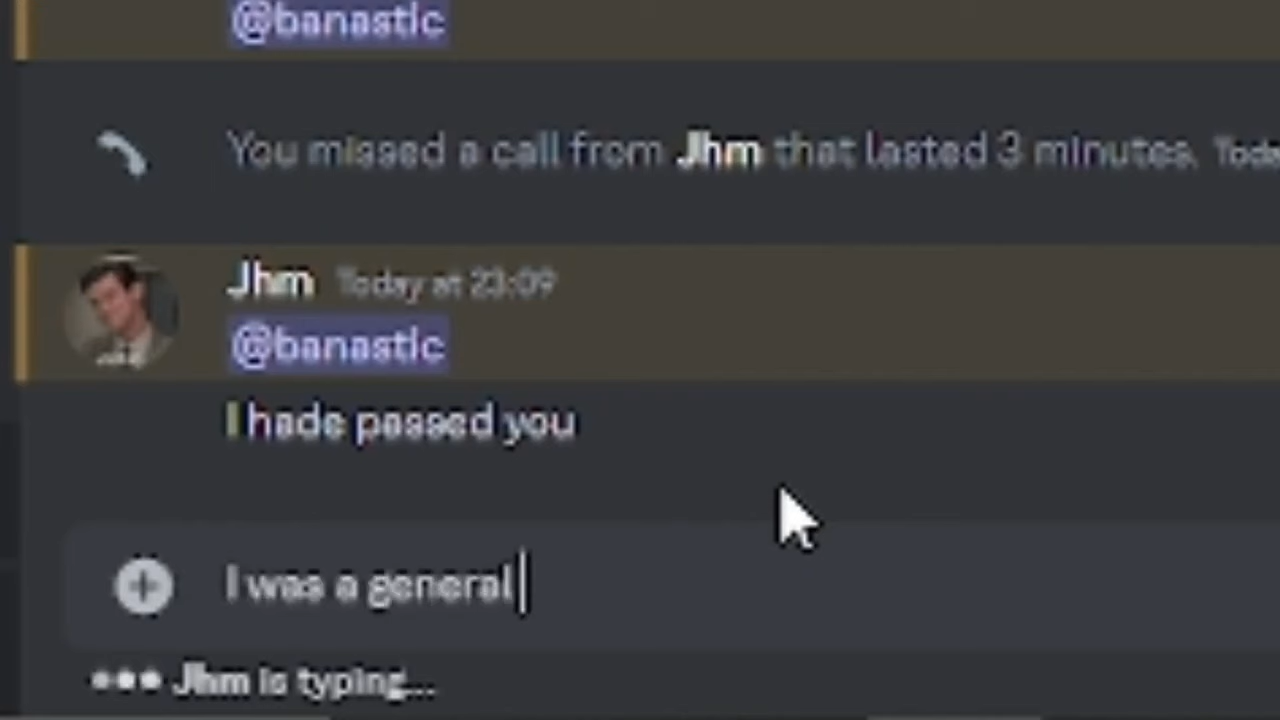 @banastic
You missed a call from Jhm that lasted 3 minutes.
Jhm Today at 23:09
@banastic
I hade passed you
I was a general
Jhm is typing...